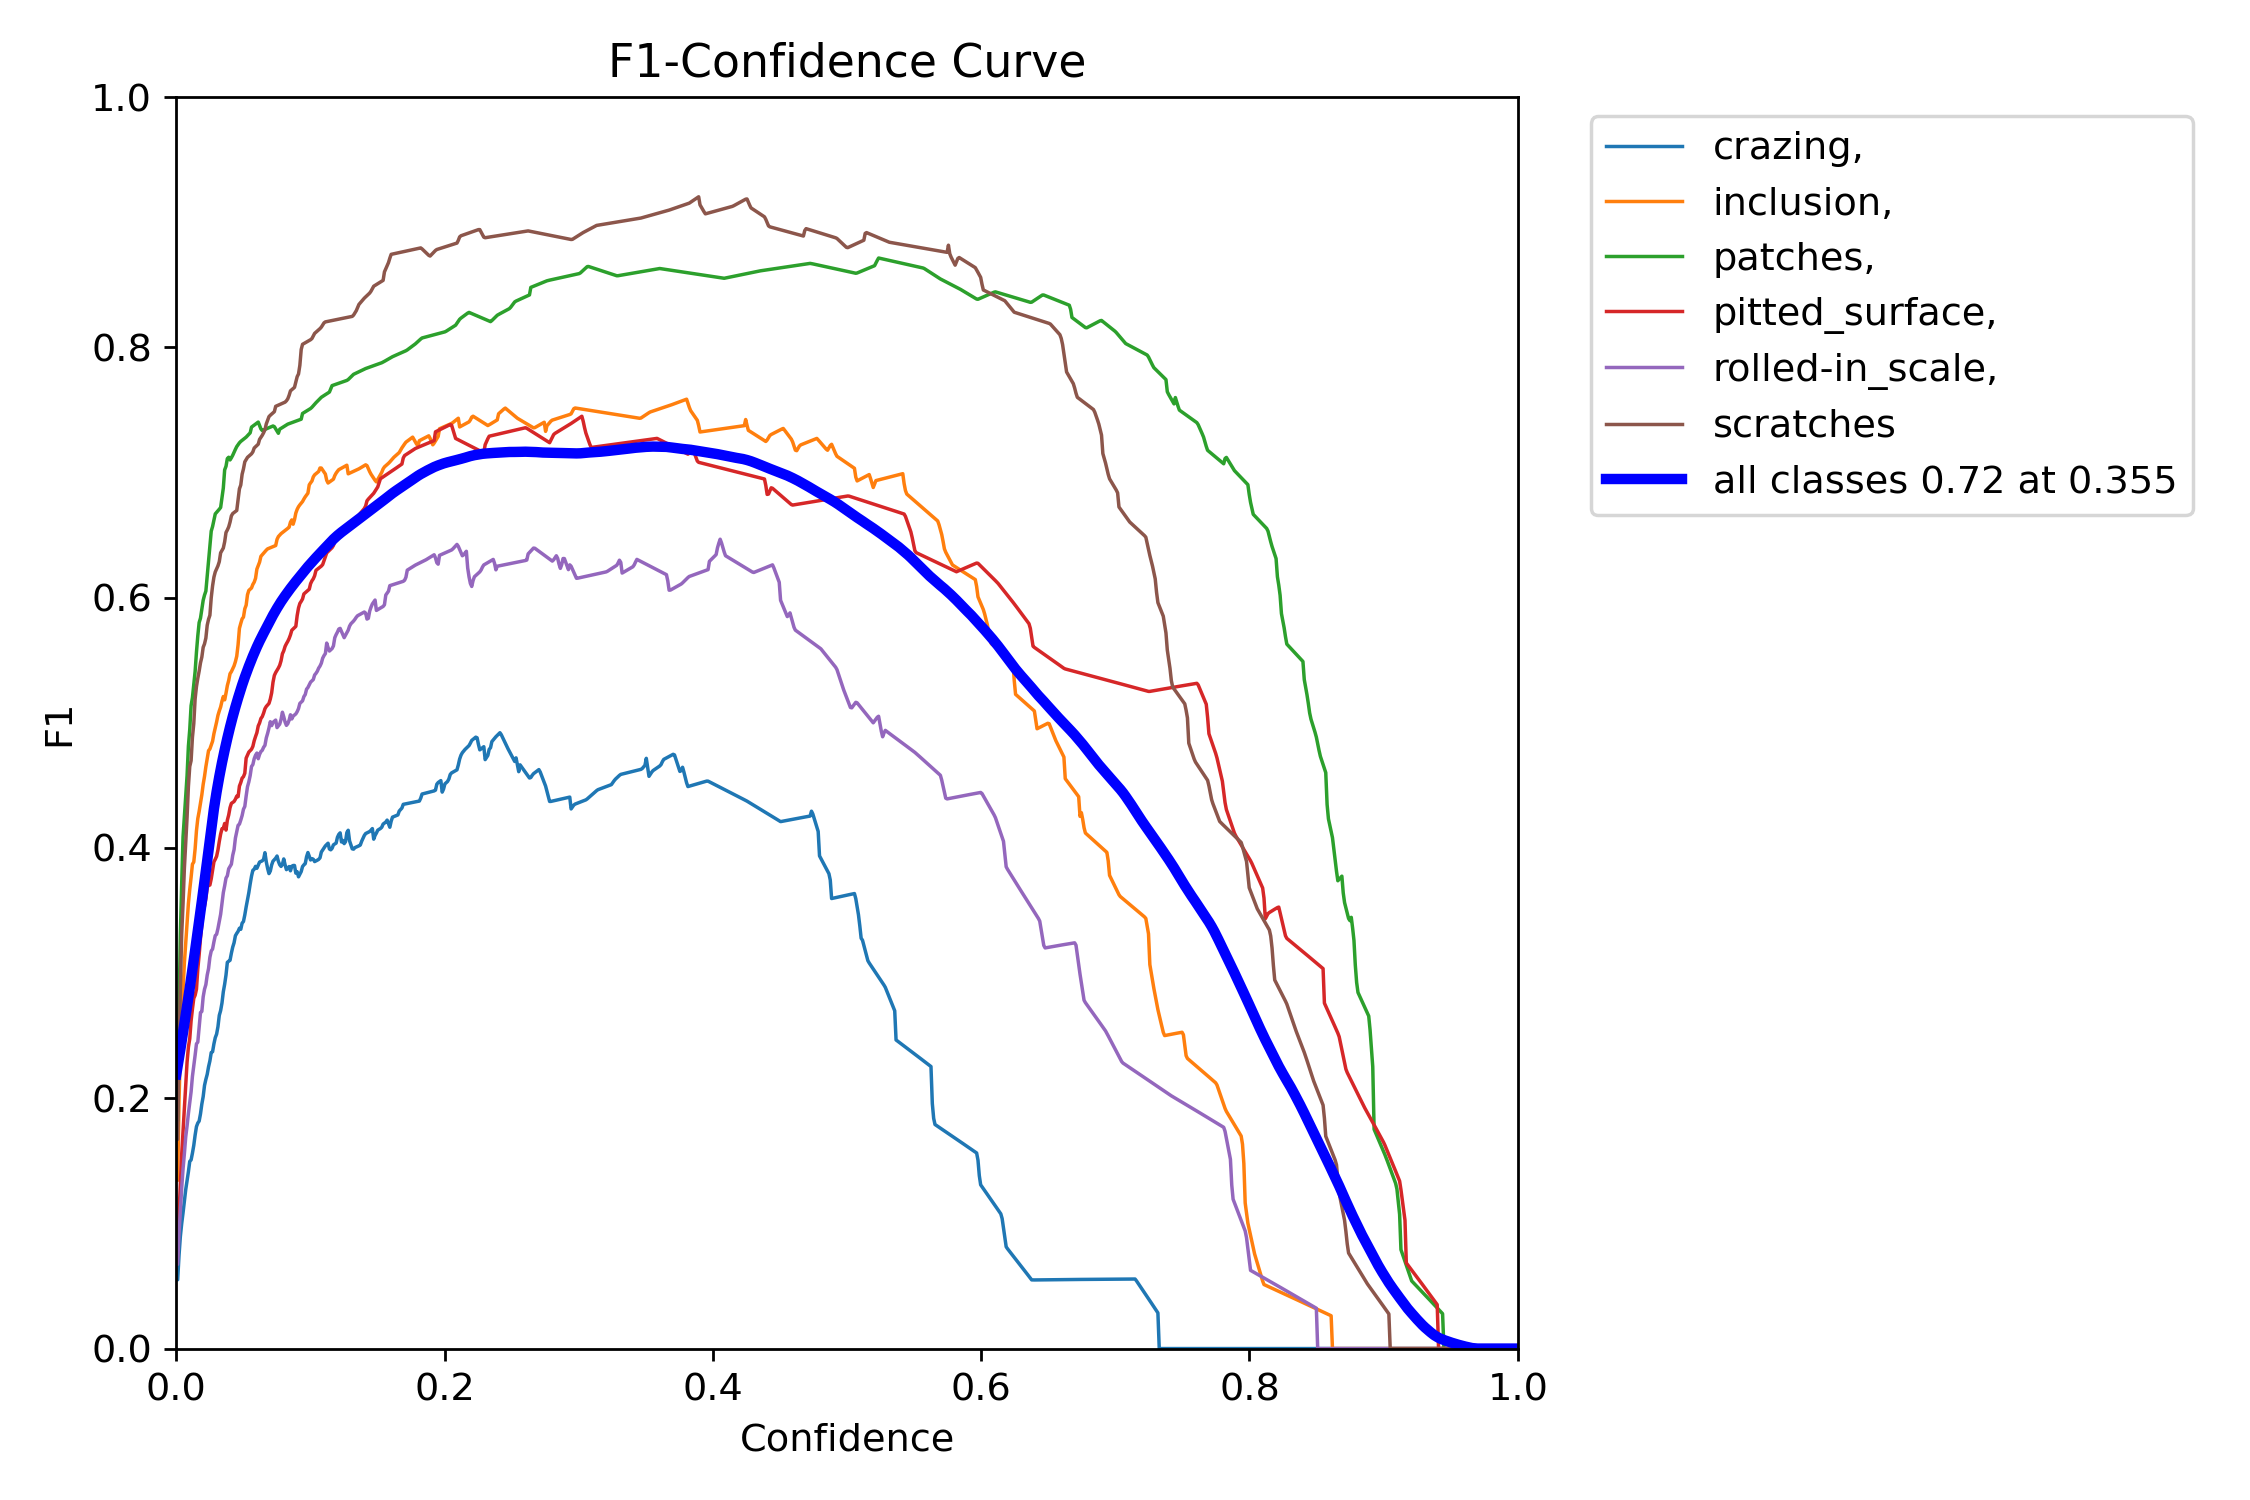 F1-Confidence Curve
1.0
0.8
0.6
0.4
0.2
0.0
F1
0.0 0.2 0.4 0.6 0.8 1.0
Confidence
crazing,
inclusion,
patches,
pitted_surface,
rolled-in_scale,
scratches
all classes 0.72 at 0.355